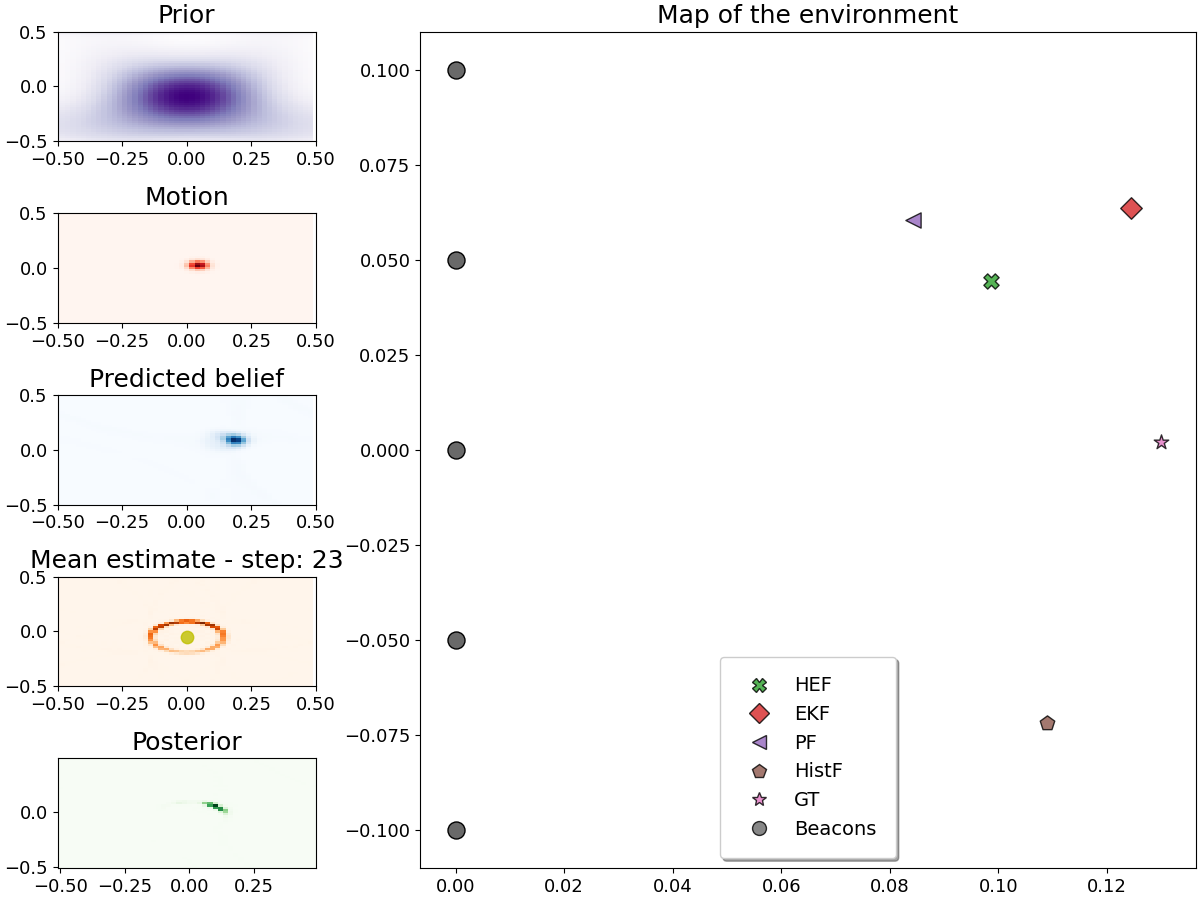 Prior
0.5
0.0
−0.5
−0.50 −0.25 0.00 0.25 0.50
Motion
0.5
0.0
−0.5
−0.50 −0.25 0.00 0.25 0.50
Predicted belief
0.5
0.0
−0.5
−0.50 −0.25 0.00 0.25 0.50
Mean estimate - step: 23
0.5
0.0
−0.5
−0.50 −0.25 0.00 0.25 0.50
Posterior
0.0
−0.5
−0.50 −0.25 0.00 0.25
Map of the environment
0.100
0.075
0.050
0.025
0.000
−0.025
−0.050
−0.075
−0.100
0.00 0.02 0.04 0.06 0.08 0.10 0.12
HEF
EKF
PF
HistF
GT
Beacons